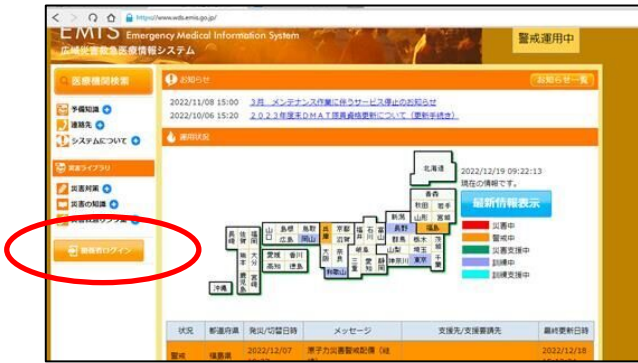 https://www.wds.emis.go.jp/
EMIS Emergency Medical Information System
広域災害救急医療情報システム
警戒運用中
医療機関検索
予備知識
連絡先
システムについて
災害ライブラリ
災害対策
災害の知識
関係者ログイン
お知らせ
お知らせ一覧
2022/11/08 15:00 3月 メンテナンス作業に伴うサービス停止のお知らせ
2022/10/06 15:20 2023年度末DMAT隊員資格更新について（更新手続き）
運用状況
2022/12/19 09:22:13
現在の情報です。
最新情報表示
災害中
警戒中
災害支援中
訓練中
訓練支援中
北海道
青森
秋田 岩手
新潟 山形 宮城
長野 福島
群馬 栃木 茨城
山梨 埼玉 千葉
神奈川 東京
富山 石川 福井
岐阜 愛知 静岡 三重
京都 滋賀 奈良 大阪 和歌山
兵庫
鳥取 島根 岡山 広島 山口
愛媛 香川
高知 徳島
福岡 佐賀 長崎
大分 熊本 宮崎 鹿児島
沖縄
状況 都道府県 発災/切替日時 メッセージ 支援先/支援要請先 最終更新日時
警戒 福島県 2022/12/07 原子力災害警戒配備（継 2022/12/18